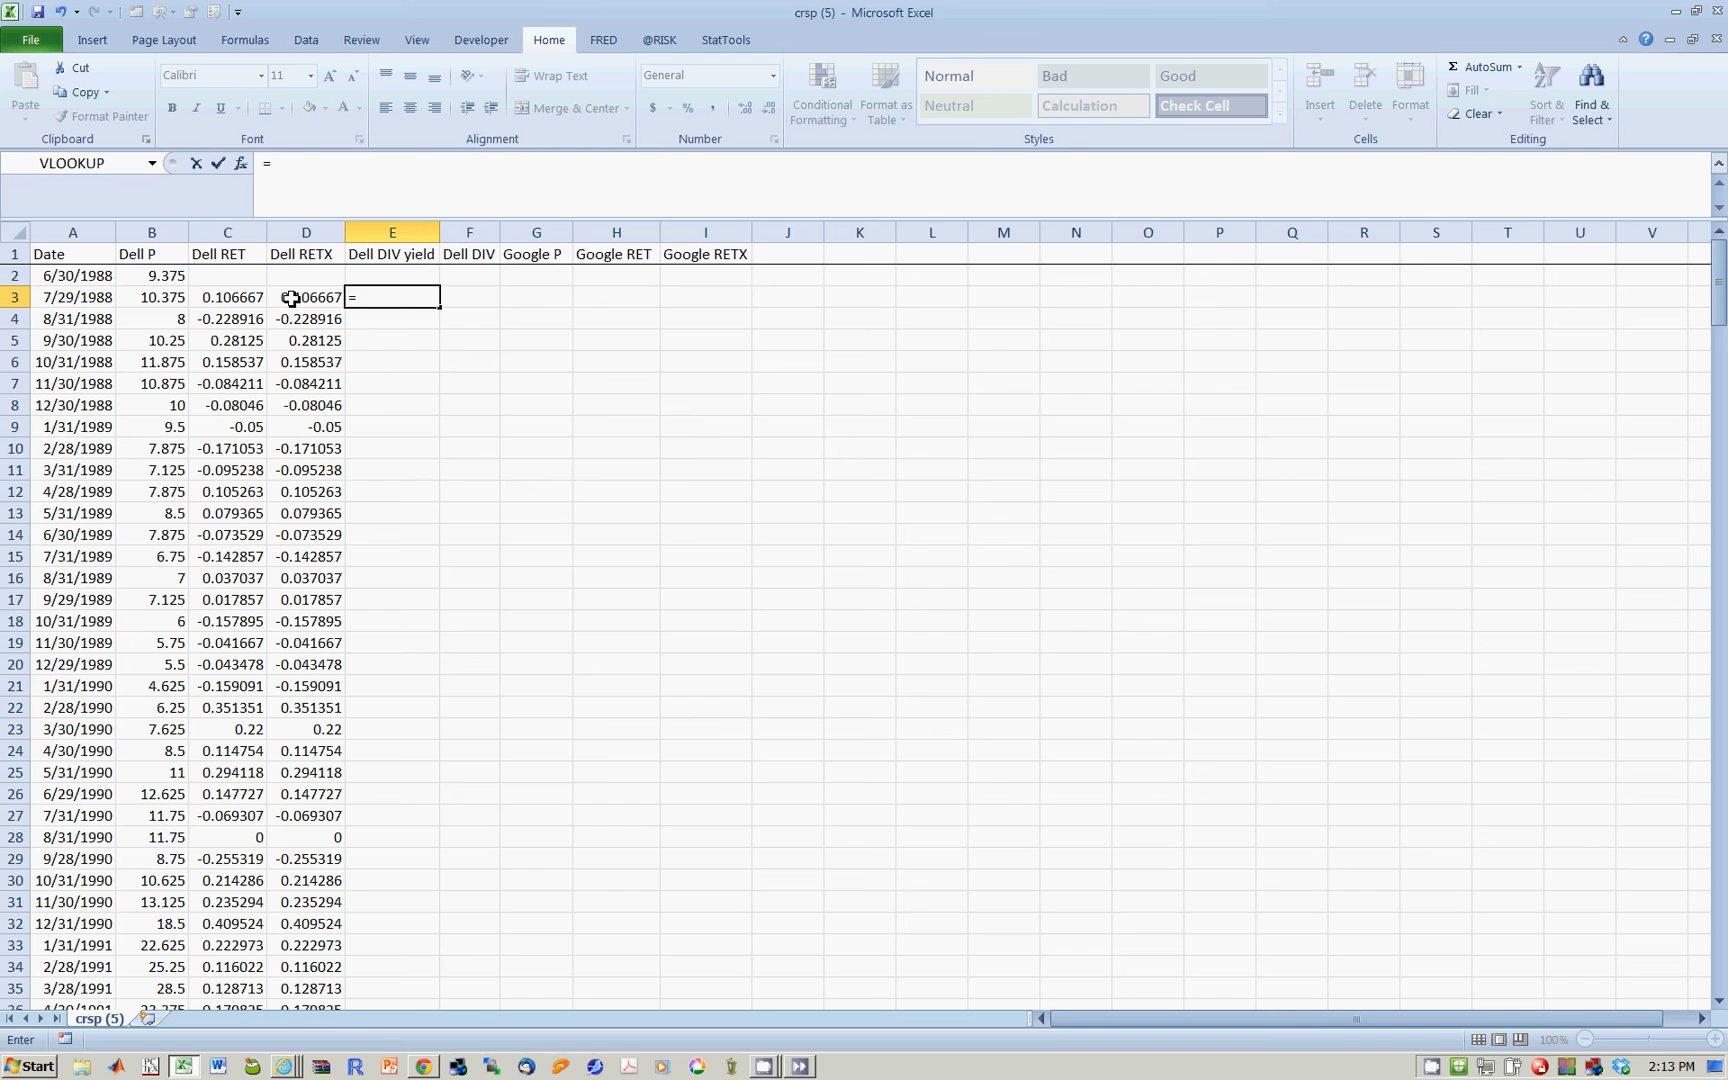 crsp (5) - Microsoft Excel
File Insert Page Layout Formulas Data Review View Developer Home FRED @RISK StatTools
Paste Cut Copy Format Painter Clipboard
Calibri 11 B I U A Font
Wrap Text Merge & Center Alignment
General $ % , Number
Conditional Formatting Format as Table Normal Bad Good Neutral Calculation Check Cell Styles
Insert Delete Format Cells
AutoSum Fill Clear Sort & Filter Find & Select Editing
VLOOKUP fx =
A B C D E F G H I J K L M N O P Q R S T U V
1 Date Dell P Dell RET Dell RETX Dell DIV yield Dell DIV Google P Google RET Google RETX
2 6/30/1988 9.375
3 7/29/1988 10.375 0.106667 06667 =
4 8/31/1988 8 -0.228916 -0.228916
5 9/30/1988 10.25 0.28125 0.28125
6 10/31/1988 11.875 0.158537 0.158537
7 11/30/1988 10.875 -0.084211 -0.084211
8 12/30/1988 10 -0.08046 -0.08046
9 1/31/1989 9.5 -0.05 -0.05
10 2/28/1989 7.875 -0.171053 -0.171053
11 3/31/1989 7.125 -0.095238 -0.095238
12 4/28/1989 7.875 0.105263 0.105263
13 5/31/1989 8.5 0.079365 0.079365
14 6/30/1989 7.875 -0.073529 -0.073529
15 7/31/1989 6.75 -0.142857 -0.142857
16 8/31/1989 7 0.037037 0.037037
17 9/29/1989 7.125 0.017857 0.017857
18 10/31/1989 6 -0.157895 -0.157895
19 11/30/1989 5.75 -0.041667 -0.041667
20 12/29/1989 5.5 -0.043478 -0.043478
21 1/31/1990 4.625 -0.159091 -0.159091
22 2/28/1990 6.25 0.351351 0.351351
23 3/30/1990 7.625 0.22 0.22
24 4/30/1990 8.5 0.114754 0.114754
25 5/31/1990 11 0.294118 0.294118
26 6/29/1990 12.625 0.147727 0.147727
27 7/31/1990 11.75 -0.069307 -0.069307
28 8/31/1990 11.75 0 0
29 9/28/1990 8.75 -0.255319 -0.255319
30 10/31/1990 10.625 0.214286 0.214286
31 11/30/1990 13.125 0.235294 0.235294
32 12/31/1990 18.5 0.409524 0.409524
33 1/31/1991 22.625 0.222973 0.222973
34 2/28/1991 25.25 0.116022 0.116022
35 3/28/1991 28.5 0.128713 0.128713
crsp (5)
Enter 100%
Start 2:13 PM